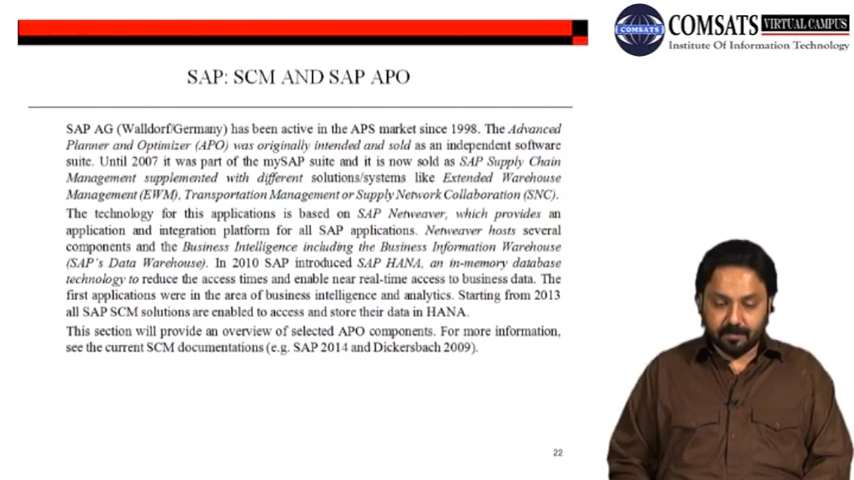 COMSATS
COMSATS VIRTUAL CAMPUS
Institute Of Information Technology
SAP: SCM AND SAP APO
SAP AG (Walldorf/Germany) has been active in the APS market since 1998. The Advanced
Planner and Optimizer (APO) was originally intended and sold as an independent software
suite. Until 2007 it was part of the mySAP suite and it is now sold as SAP Supply Chain
Management supplemented with different solutions/systems like Extended Warehouse
Management (EWM), Transportation Management or Supply Network Collaboration (SNC).
The technology for this applications is based on SAP Netweaver, which provides an
application and integration platform for all SAP applications. Netweaver hosts several
components and the Business Intelligence including the Business Information Warehouse
(SAP's Data Warehouse). In 2010 SAP introduced SAP HANA, an in-memory database
technology to reduce the access times and enable near real-time access to business data. The
first applications were in the area of business intelligence and analytics. Starting from 2013
all SAP SCM solutions are enabled to access and store their data in HANA.
This section will provide an overview of selected APO components. For more information,
see the current SCM documentations (e.g. SAP 2014 and Dickersbach 2009).
22